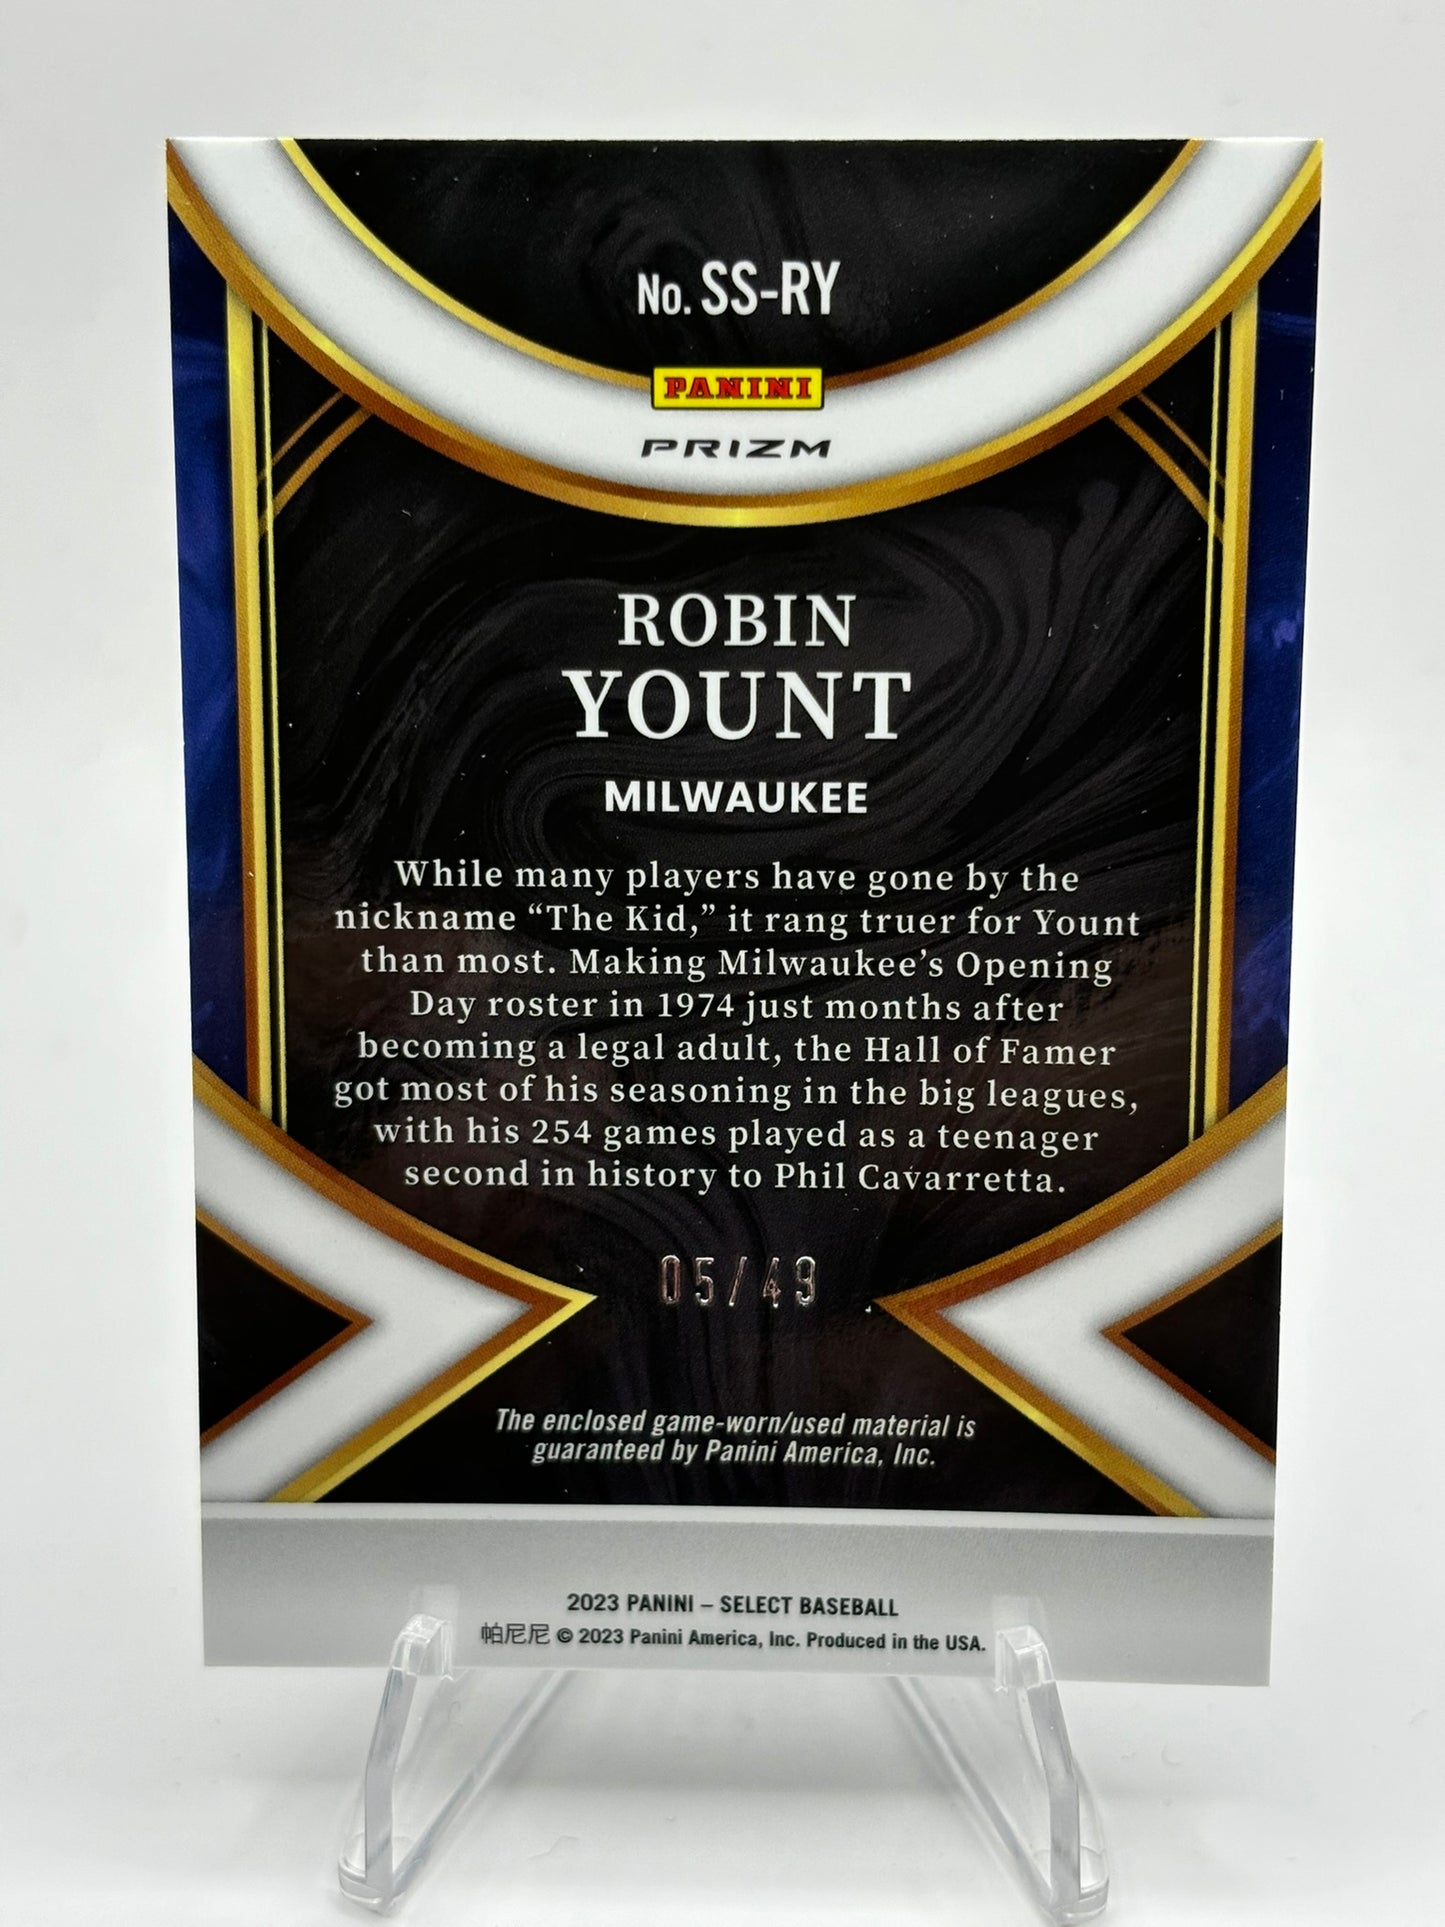 No. SS-RY
PANINI
PRIZM
ROBIN
YOUNT
MILWAUKEE
While many players have gone by the
nickname “The Kid,” it rang truer for Yount
than most. Making Milwaukee’s Opening
Day roster in 1974 just months after
becoming a legal adult, the Hall of Famer
got most of his seasoning in the big leagues,
with his 254 games played as a teenager
second in history to Phil Cavarretta.
05/49
The enclosed game-worn/used material is
guaranteed by Panini America, Inc.
2023 PANINI – SELECT BASEBALL
帕尼尼 © 2023 Panini America, Inc. Produced in the USA.